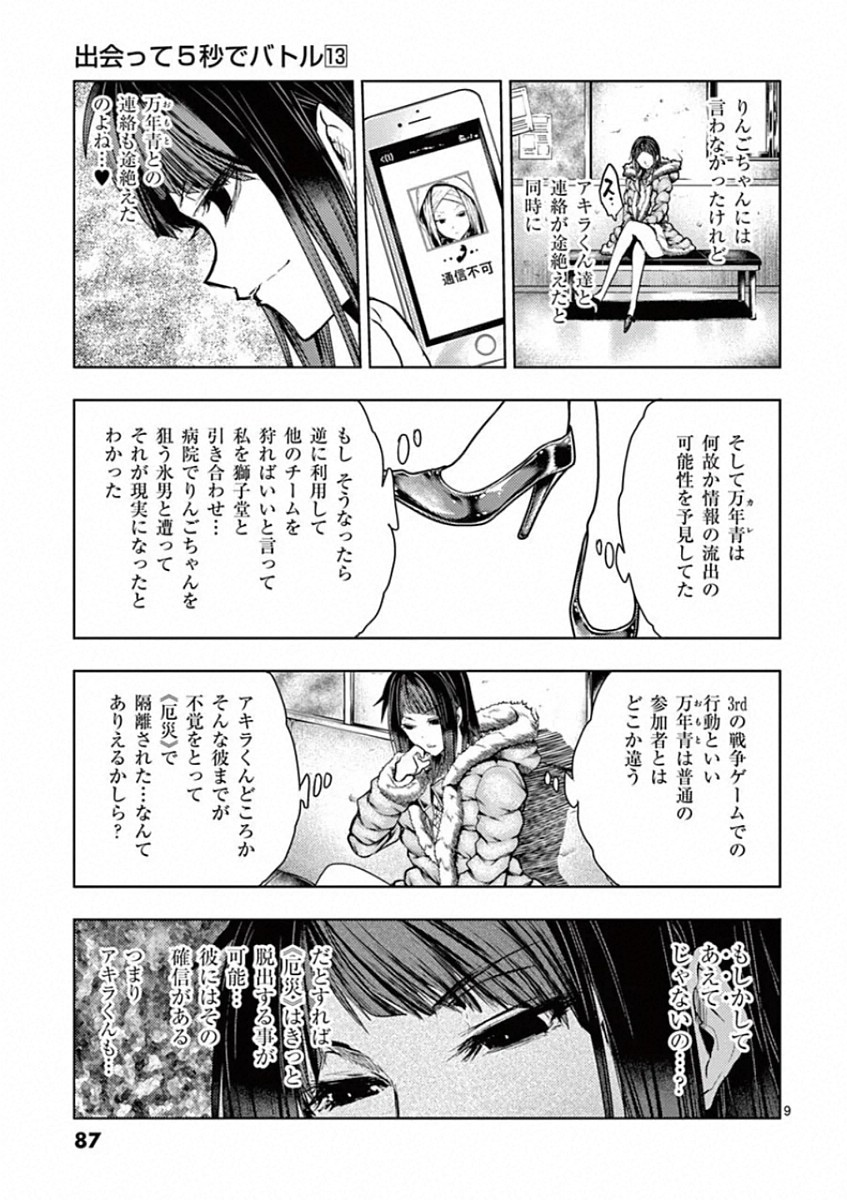 出会って5秒でバトル13
りんごちゃんには
言わなかったけれど
ス…
アキラくん達と
連絡が途絶えたと
同時に
通信不可
万年青との
おもと
連絡も途絶えた
のよね…♥
そして万年青は
カレ
何故か情報の流出の
可能性を予見してた
もし そうなったら
逆に利用して
他のチームを
狩ればいいと言って
私を獅子堂と
引き合わせ…
病院でりんごちゃんを
狙う氷男と遭って
それが現実になったと
わかった
3rdの戦争ゲームでの
行動といい
万年青は普通の
おもと
参加者とは
どこか違う
アキラくんどころか
そんな彼までが
不覚をとって
《厄災》で
隔離された…なんて
ありえるかしら？
もしかして
あえて
じゃないの…？
だとすれば
《厄災》はきっと
脱出する事が
可能…
彼にはその
確信がある
つまり
アキラくんも…
9
87